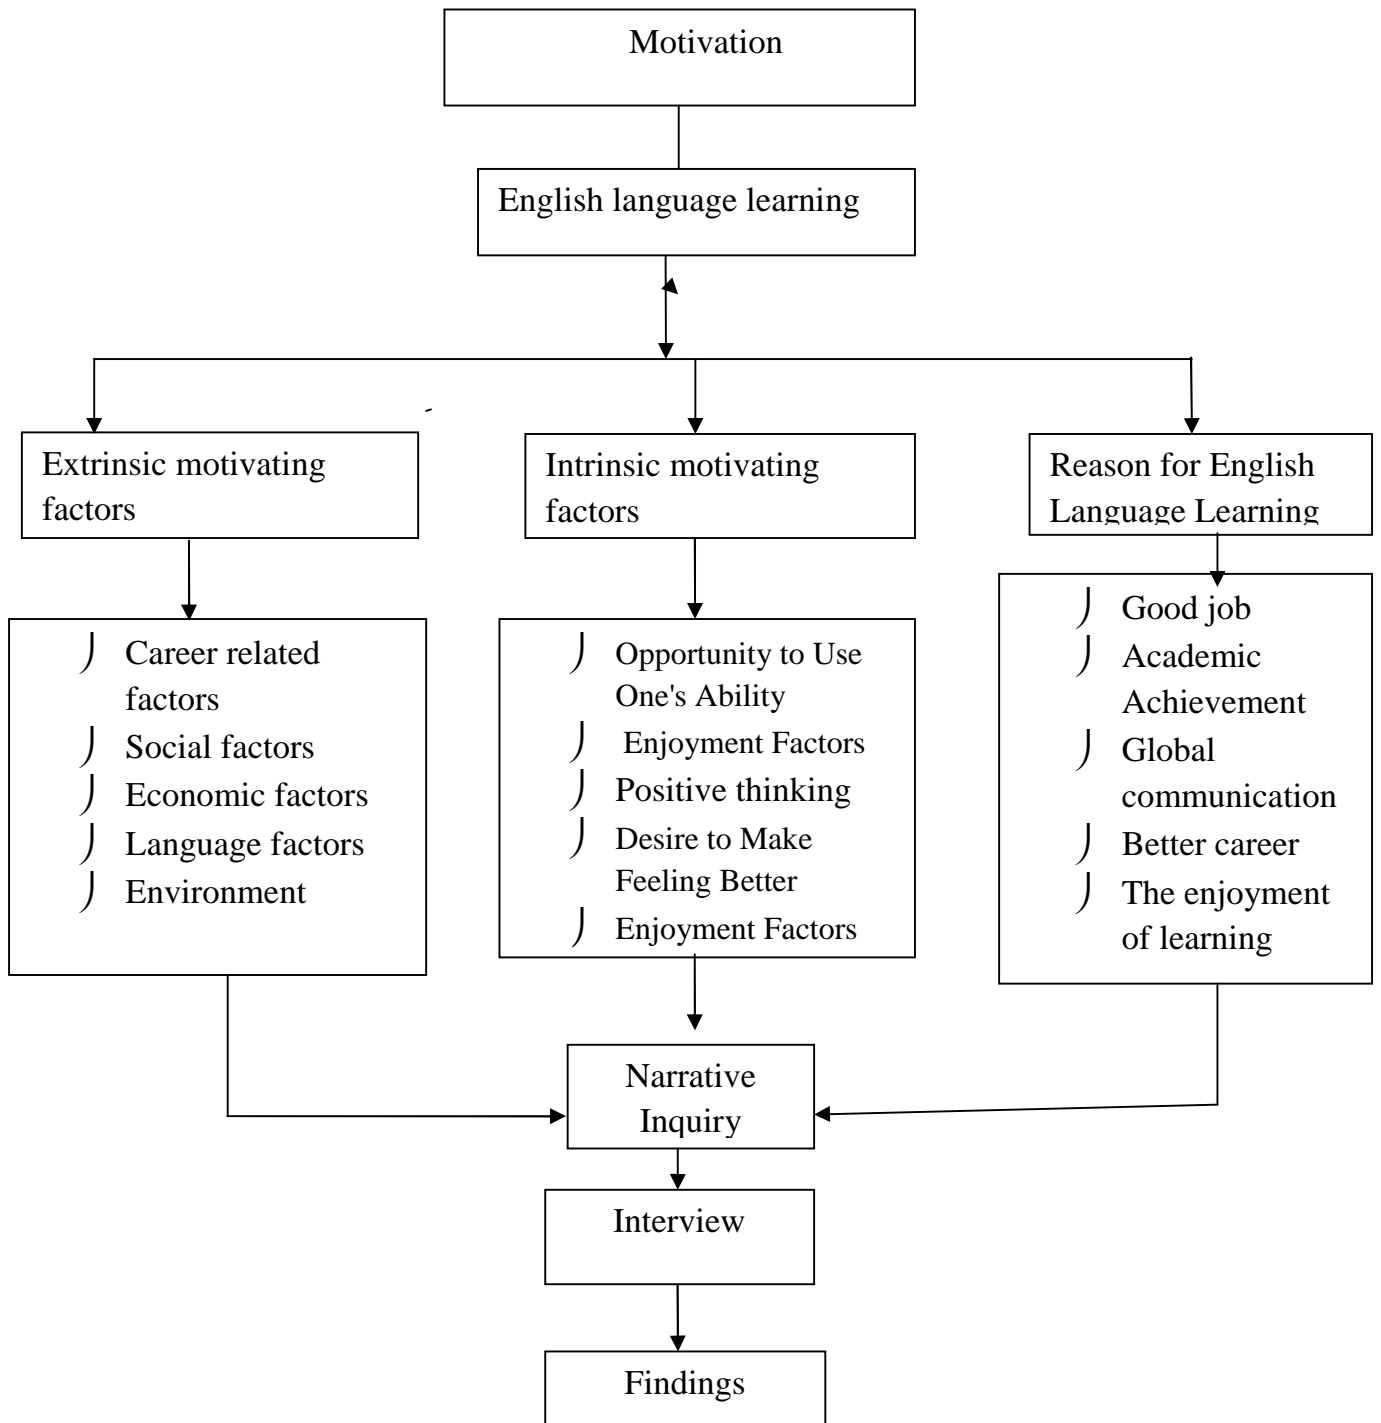 Motivation
English language learning
Extrinsic motivating
factors
Intrinsic motivating
factors
Reason for English
Language Learning
Career related
factors
Social factors
Economic factors
Language factors
Environment
Opportunity to Use
One's Ability
Enjoyment Factors
Positive thinking
Desire to Make
Feeling Better
Enjoyment Factors
Good job
Academic
Achievement
Global
communication
Better career
The enjoyment
of learning
Narrative
Inquiry
Interview
Findings